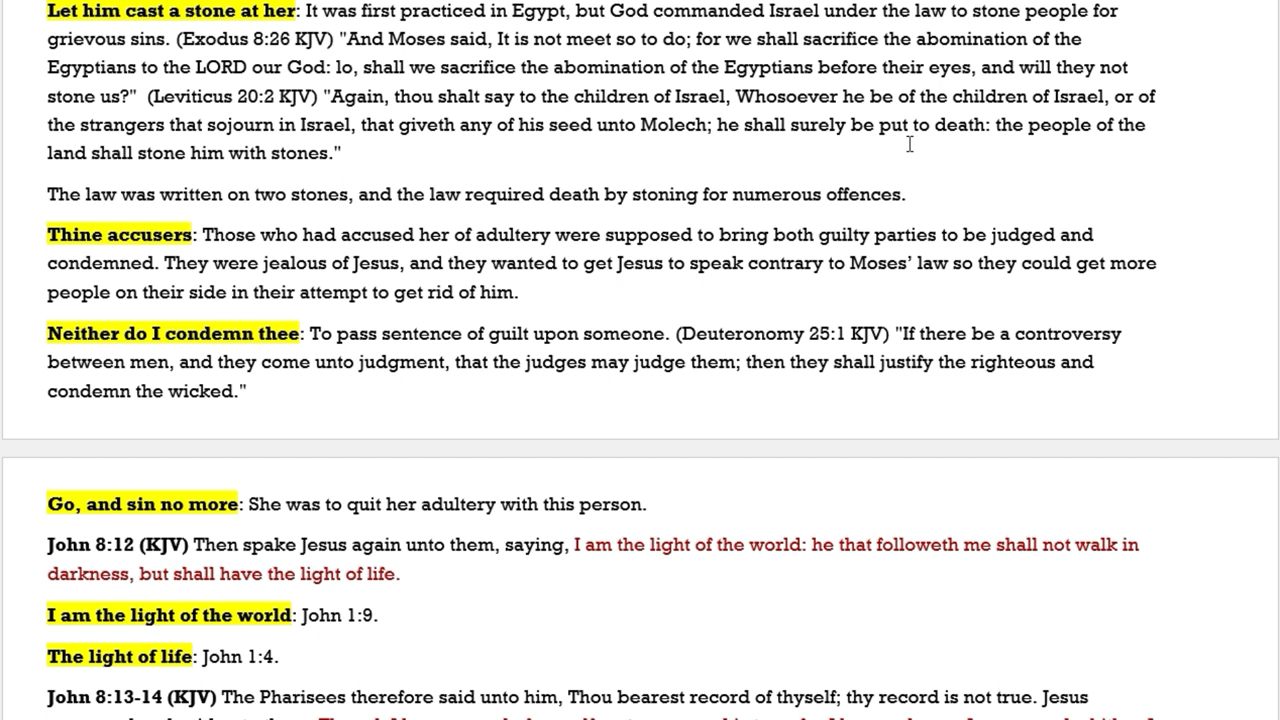 Let him cast a stone at her: It was first practiced in Egypt, but God commanded Israel under the law to stone people for
grievous sins. (Exodus 8:26 KJV) "And Moses said, It is not meet so to do; for we shall sacrifice the abomination of the
Egyptians to the LORD our God: lo, shall we sacrifice the abomination of the Egyptians before their eyes, and will they not
stone us?"  (Leviticus 20:2 KJV) "Again, thou shalt say to the children of Israel, Whosoever he be of the children of Israel, or of
the strangers that sojourn in Israel, that giveth any of his seed unto Molech; he shall surely be put to death: the people of the
land shall stone him with stones."
The law was written on two stones, and the law required death by stoning for numerous offences.
Thine accusers: Those who had accused her of adultery were supposed to bring both guilty parties to be judged and
condemned. They were jealous of Jesus, and they wanted to get Jesus to speak contrary to Moses’ law so they could get more
people on their side in their attempt to get rid of him.
Neither do I condemn thee: To pass sentence of guilt upon someone. (Deuteronomy 25:1 KJV) "If there be a controversy
between men, and they come unto judgment, that the judges may judge them; then they shall justify the righteous and
condemn the wicked."
Go, and sin no more: She was to quit her adultery with this person.
John 8:12 (KJV) Then spake Jesus again unto them, saying, I am the light of the world: he that followeth me shall not walk in
darkness, but shall have the light of life.
I am the light of the world: John 1:9.
The light of life: John 1:4.
John 8:13-14 (KJV) The Pharisees therefore said unto him, Thou bearest record of thyself; thy record is not true. Jesus